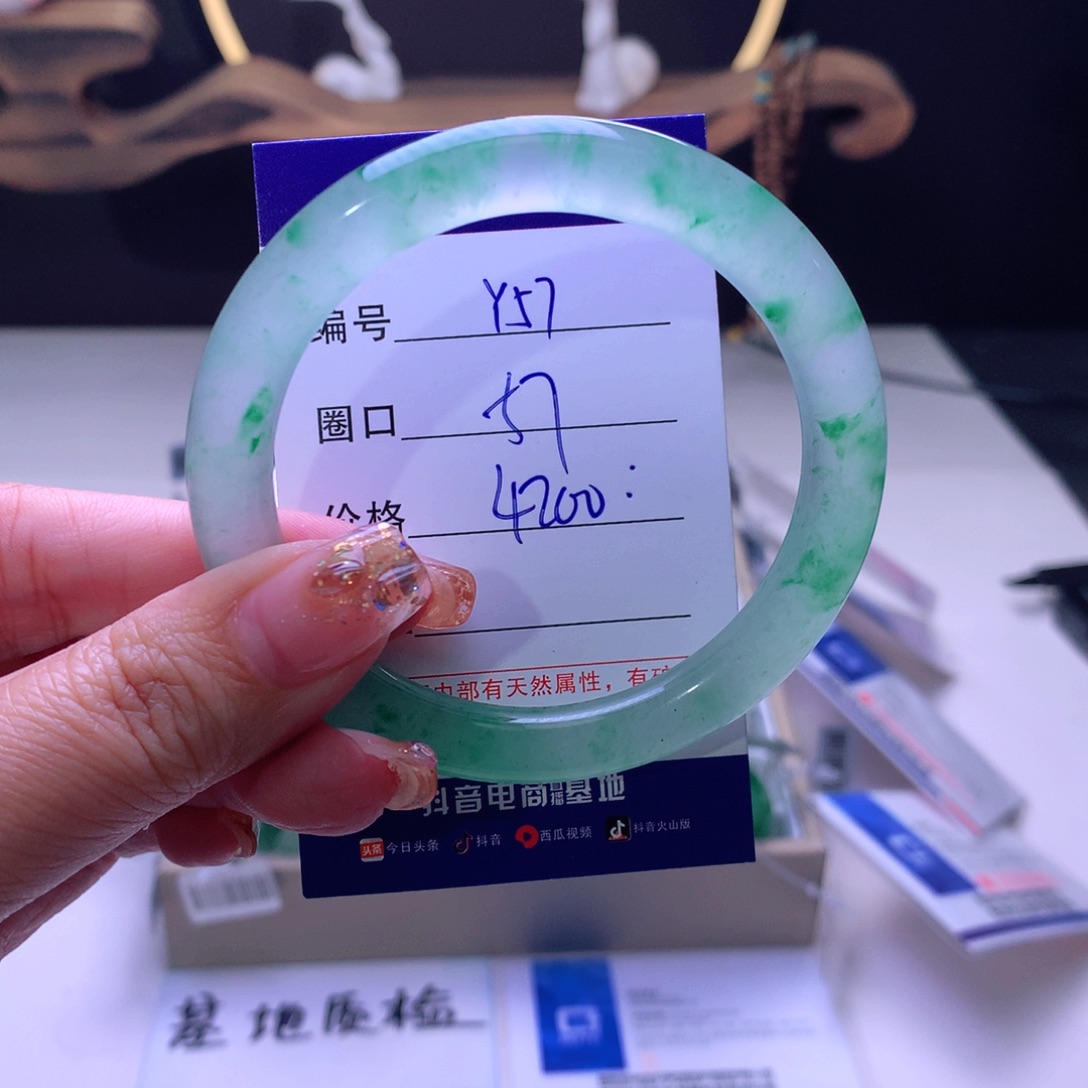 编号 Y57
圈口 57
价格 4200:
内部有天然属性，有矿
抖音电商直播基地
头条 今日头条 抖音 西瓜视频 抖音火山版
基地质检